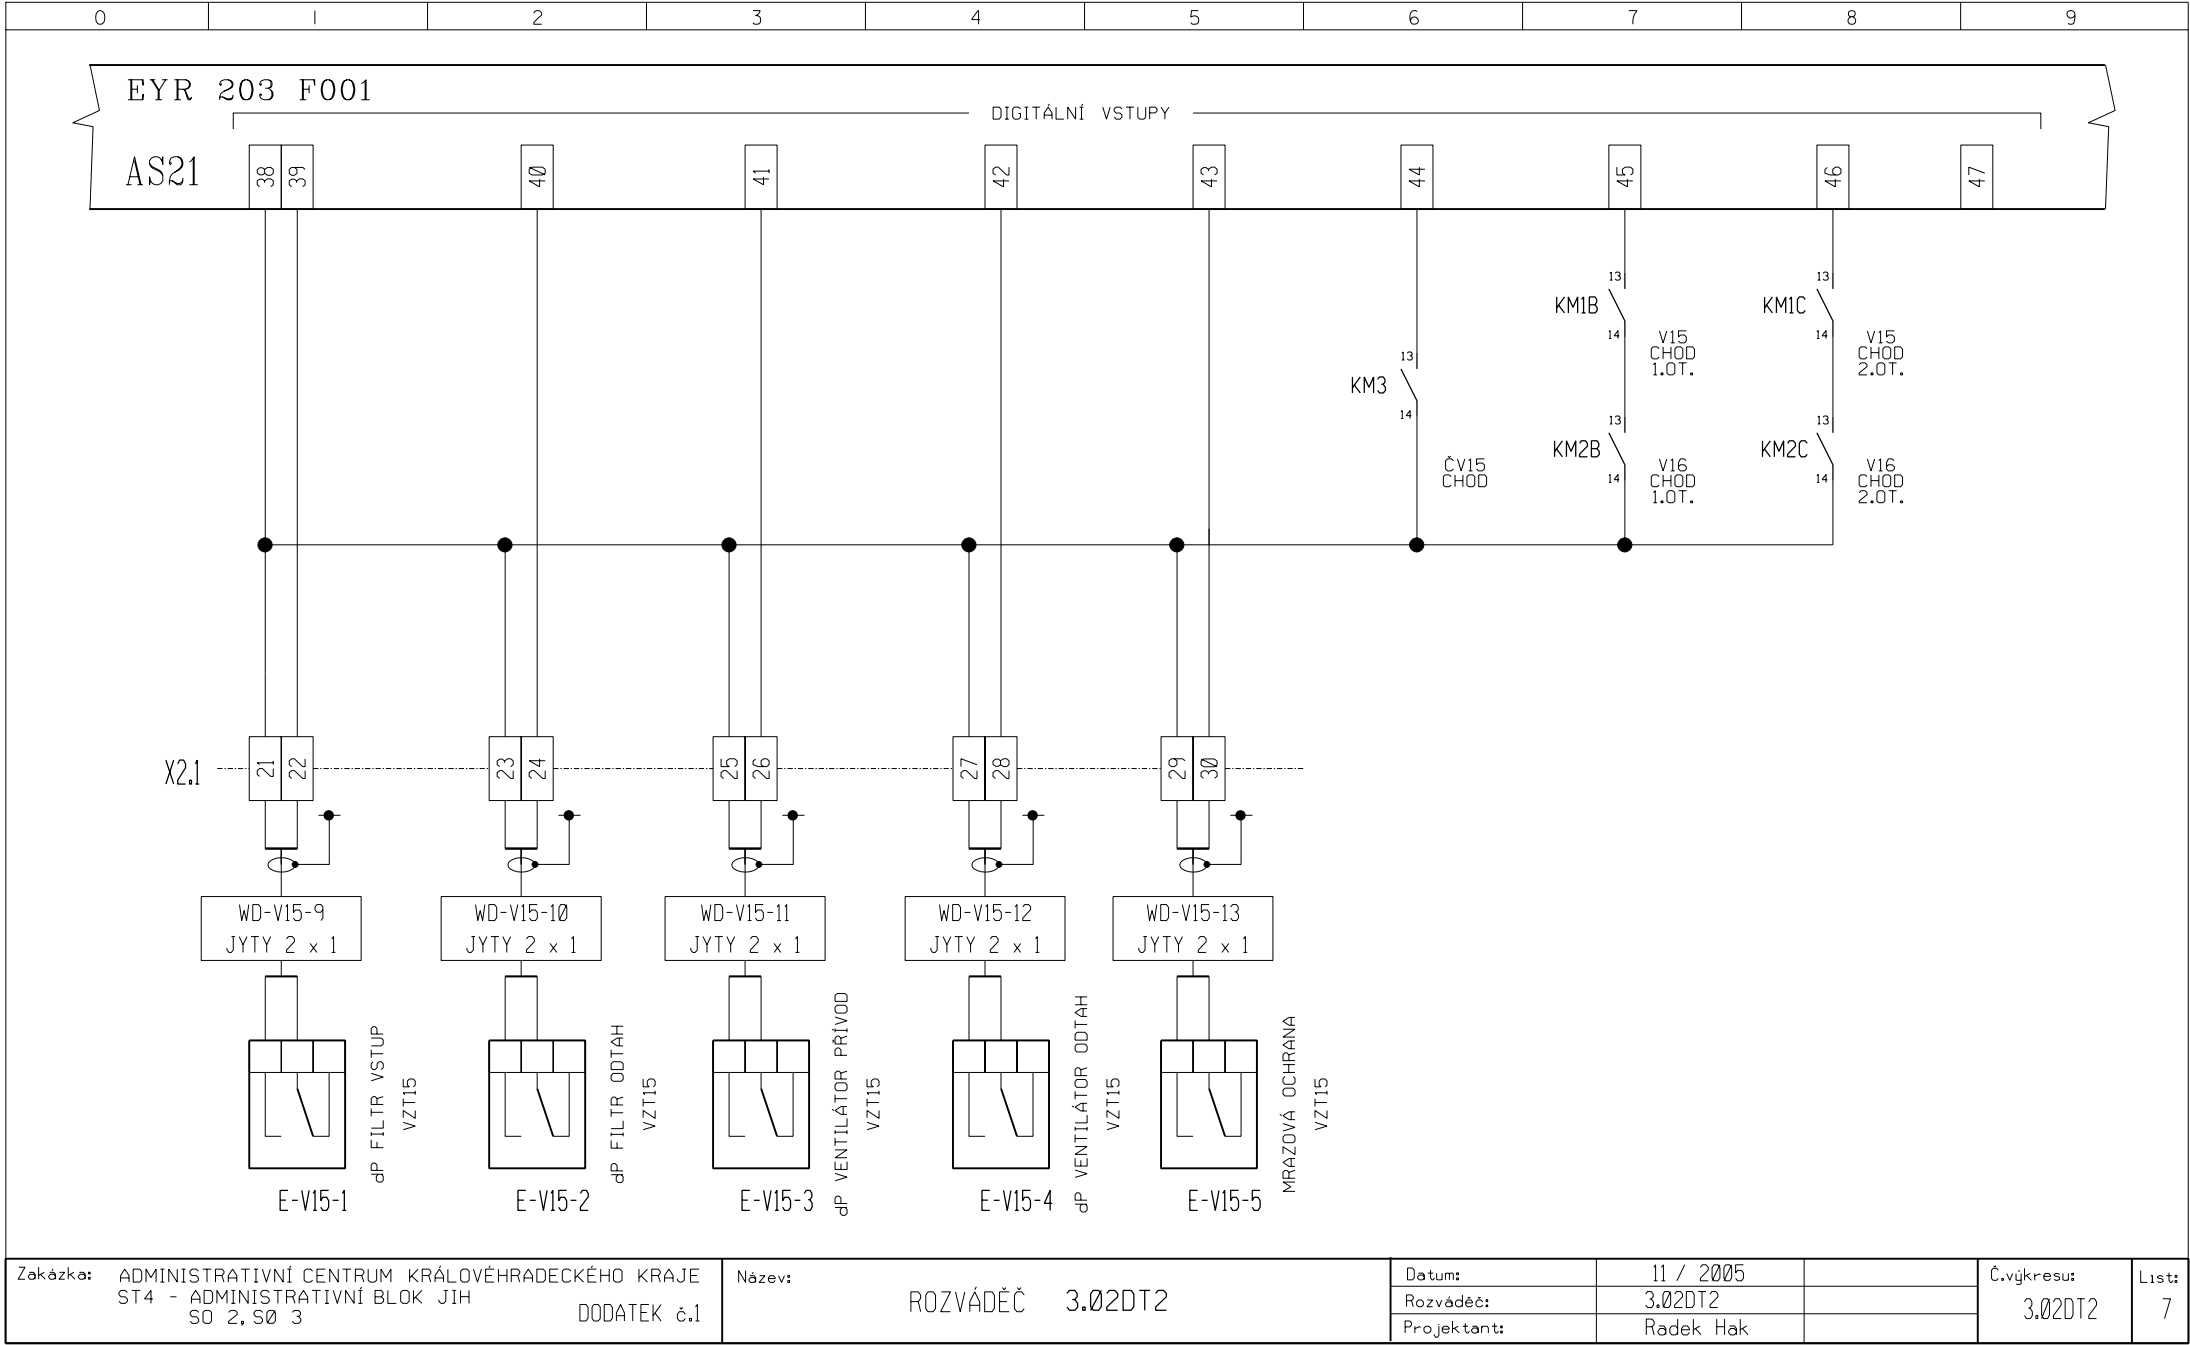 0 1 2 3 4 5 6 7 8 9
EYR 203 F001
DIGITÁLNÍ VSTUPY
AS21
38 39 40 41 42 43 44 45 46 47
13
KM1B
14
V15
CHOD
1.OT.
13
KM1C
14
V15
CHOD
2.OT.
13
KM3
14
ČV15
CHOD
13
KM2B
14
V16
CHOD
1.OT.
13
KM2C
14
V16
CHOD
2.OT.
X2.1
21 22 23 24 25 26 27 28 29 30
WD-V15-9
JYTY 2 x 1
WD-V15-10
JYTY 2 x 1
WD-V15-11
JYTY 2 x 1
WD-V15-12
JYTY 2 x 1
WD-V15-13
JYTY 2 x 1
dP FILTR VSTUP
VZT15
dP FILTR ODTAH
VZT15
dP VENTILÁTOR PŘÍVOD
VZT15
dP VENTILÁTOR ODTAH
VZT15
MRAZOVÁ OCHRANA
VZT15
E-V15-1
E-V15-2
E-V15-3
E-V15-4
E-V15-5
Zakázka: ADMINISTRATIVNÍ CENTRUM KRÁLOVÉHRADECKÉHO KRAJE
ST4 - ADMINISTRATIVNÍ BLOK JIH
SO 2, SØ 3
DODATEK č.1
Název:
ROZVÁDĚČ 3.02DT2
Datum: 11 / 2005
Rozváděč: 3.02DT2
Projektant: Radek Hak
Č.výkresu:
3.02DT2
List:
7